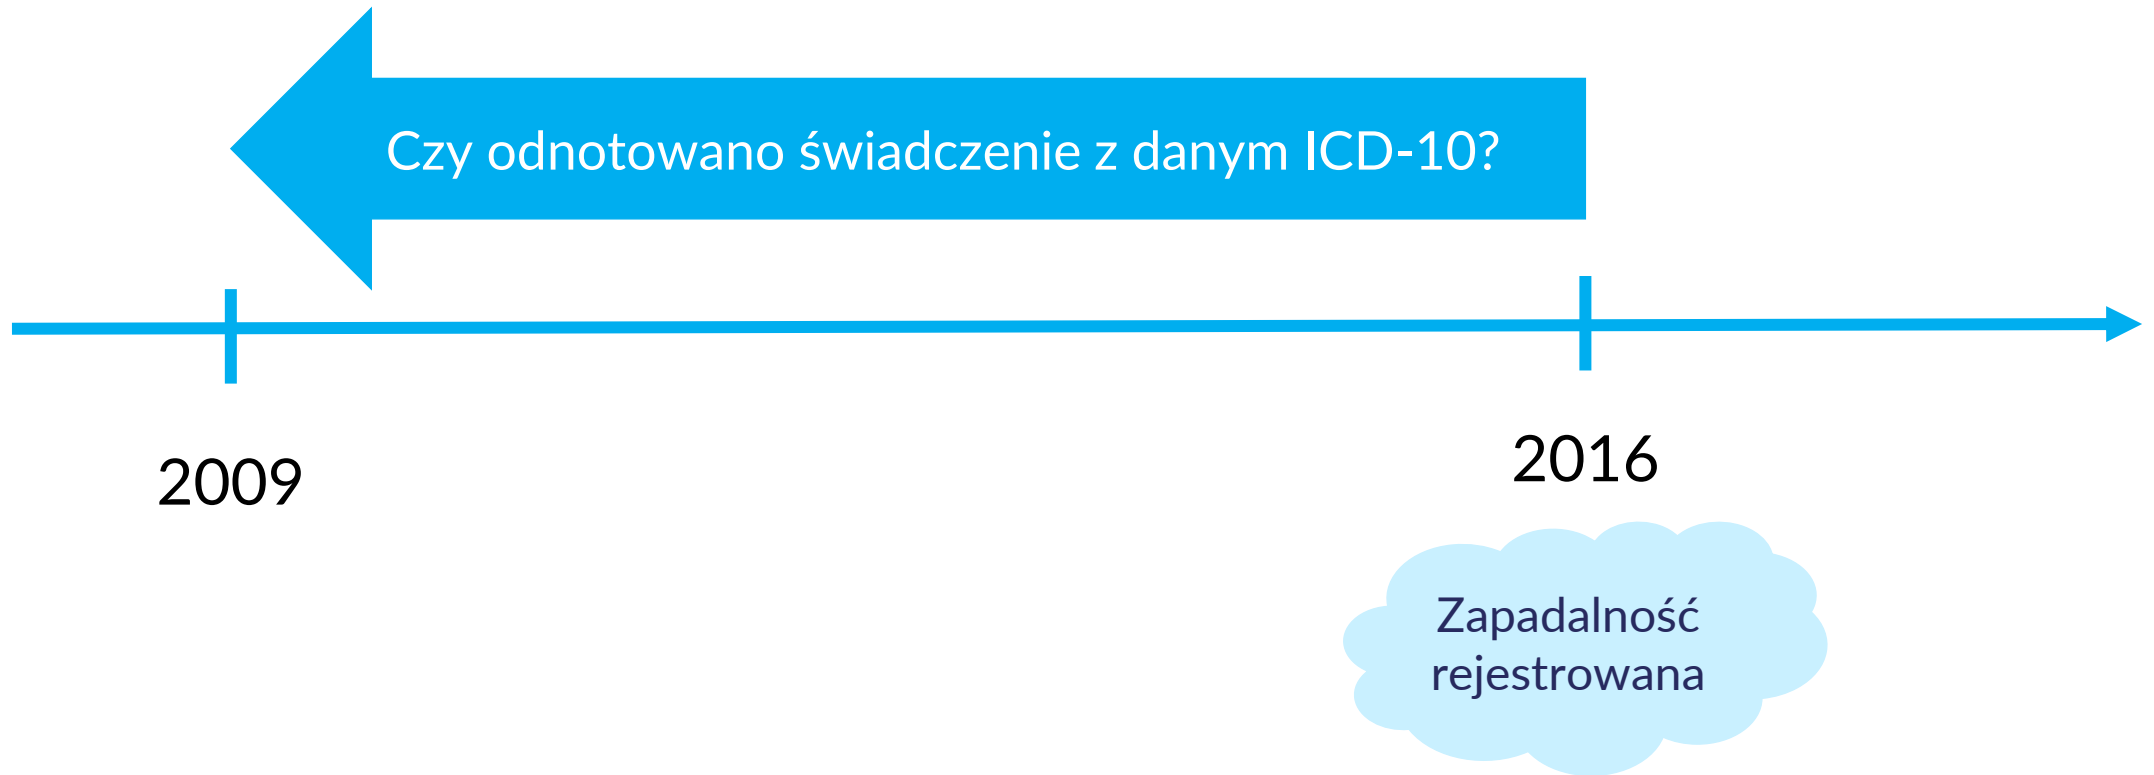 Czy odnotowano świadczenie z danym ICD-10?
2009
2016
Zapadalność
rejestrowana